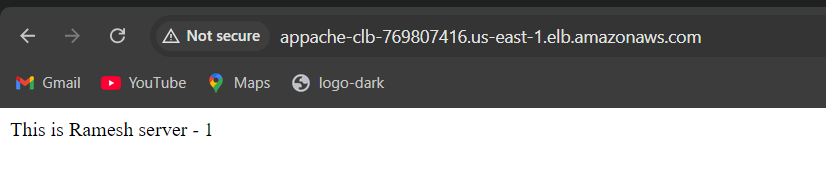 Not secure appache-clb-769807416.us-east-1.elb.amazonaws.com
Gmail YouTube Maps logo-dark
This is Ramesh server - 1